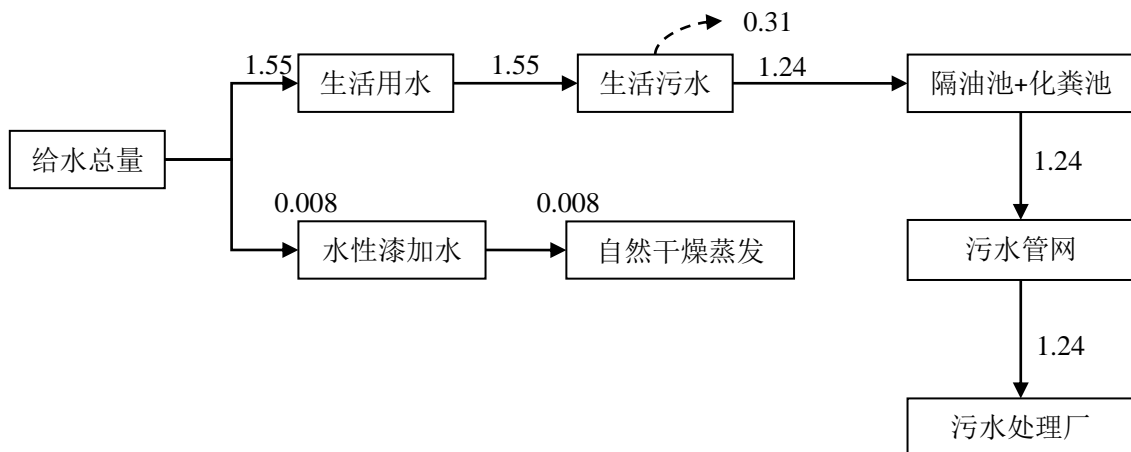 0.31
1.55
生活用水
1.55
生活污水
1.24
隔油池+化粪池
给水总量
1.24
0.008
水性漆加水
0.008
自然干燥蒸发
污水管网
1.24
污水处理厂